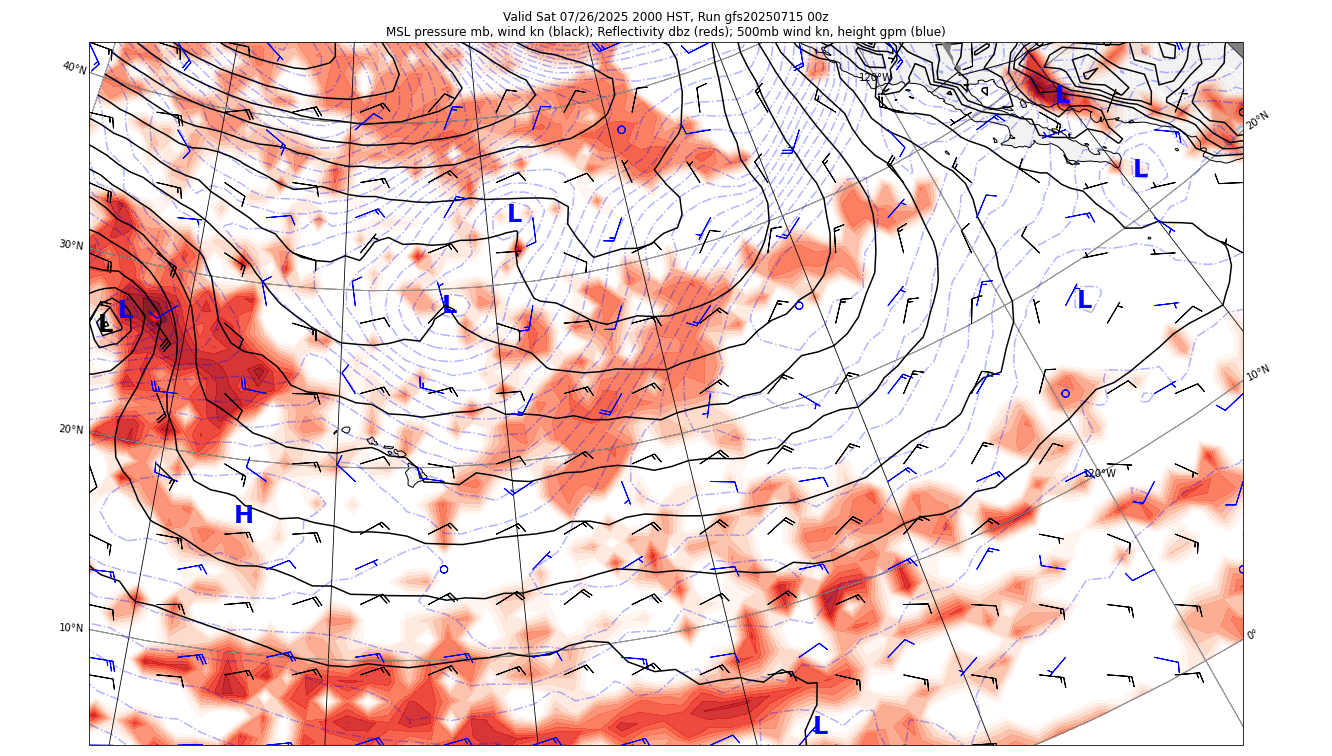 Valid Sat 07/26/2025 2000 HST, Run gfs20250715 00z
MSL pressure mb, wind kn (black); Reflectivity dbz (reds); 500mb wind kn, height gpm (blue)
40°N
120°W
L
20°N
L
L
30°N
L
L
L
L
10°N
20°N
120°W
H
10°N
0°
L